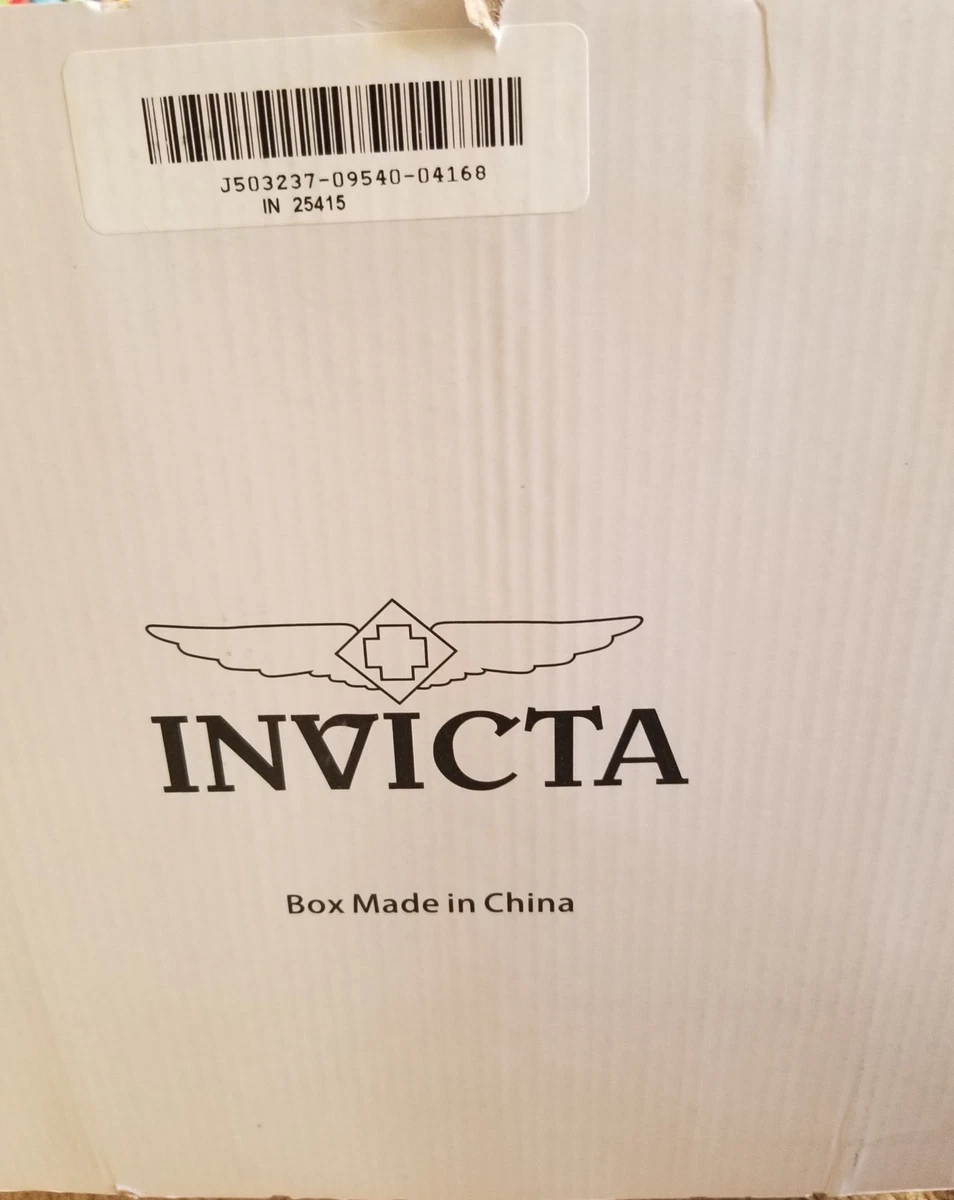 J503237-09540-04168
IN 25415
INVICTA
Box Made in China